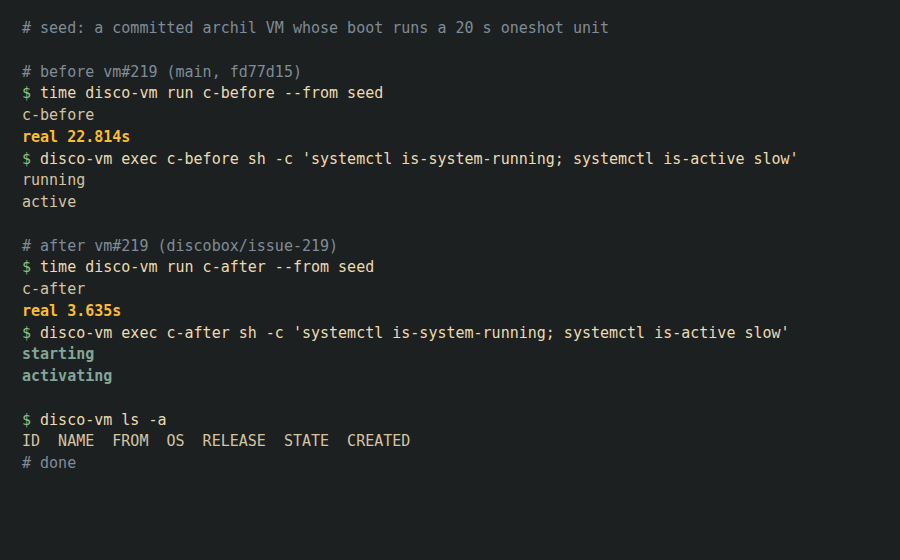 # seed: a committed archil VM whose boot runs a 20 s oneshot unit
# before vm#219 (main, fd77d15)
$ time disco-vm run c-before --from seed
c-before
real 22.814s
$ disco-vm exec c-before sh -c 'systemctl is-system-running; systemctl is-active slow'
running
active
# after vm#219 (discobox/issue-219)
$ time disco-vm run c-after --from seed
c-after
real 3.635s
$ disco-vm exec c-after sh -c 'systemctl is-system-running; systemctl is-active slow'
starting
activating
$ disco-vm ls -a
ID  NAME  FROM  OS  RELEASE  STATE  CREATED
# done